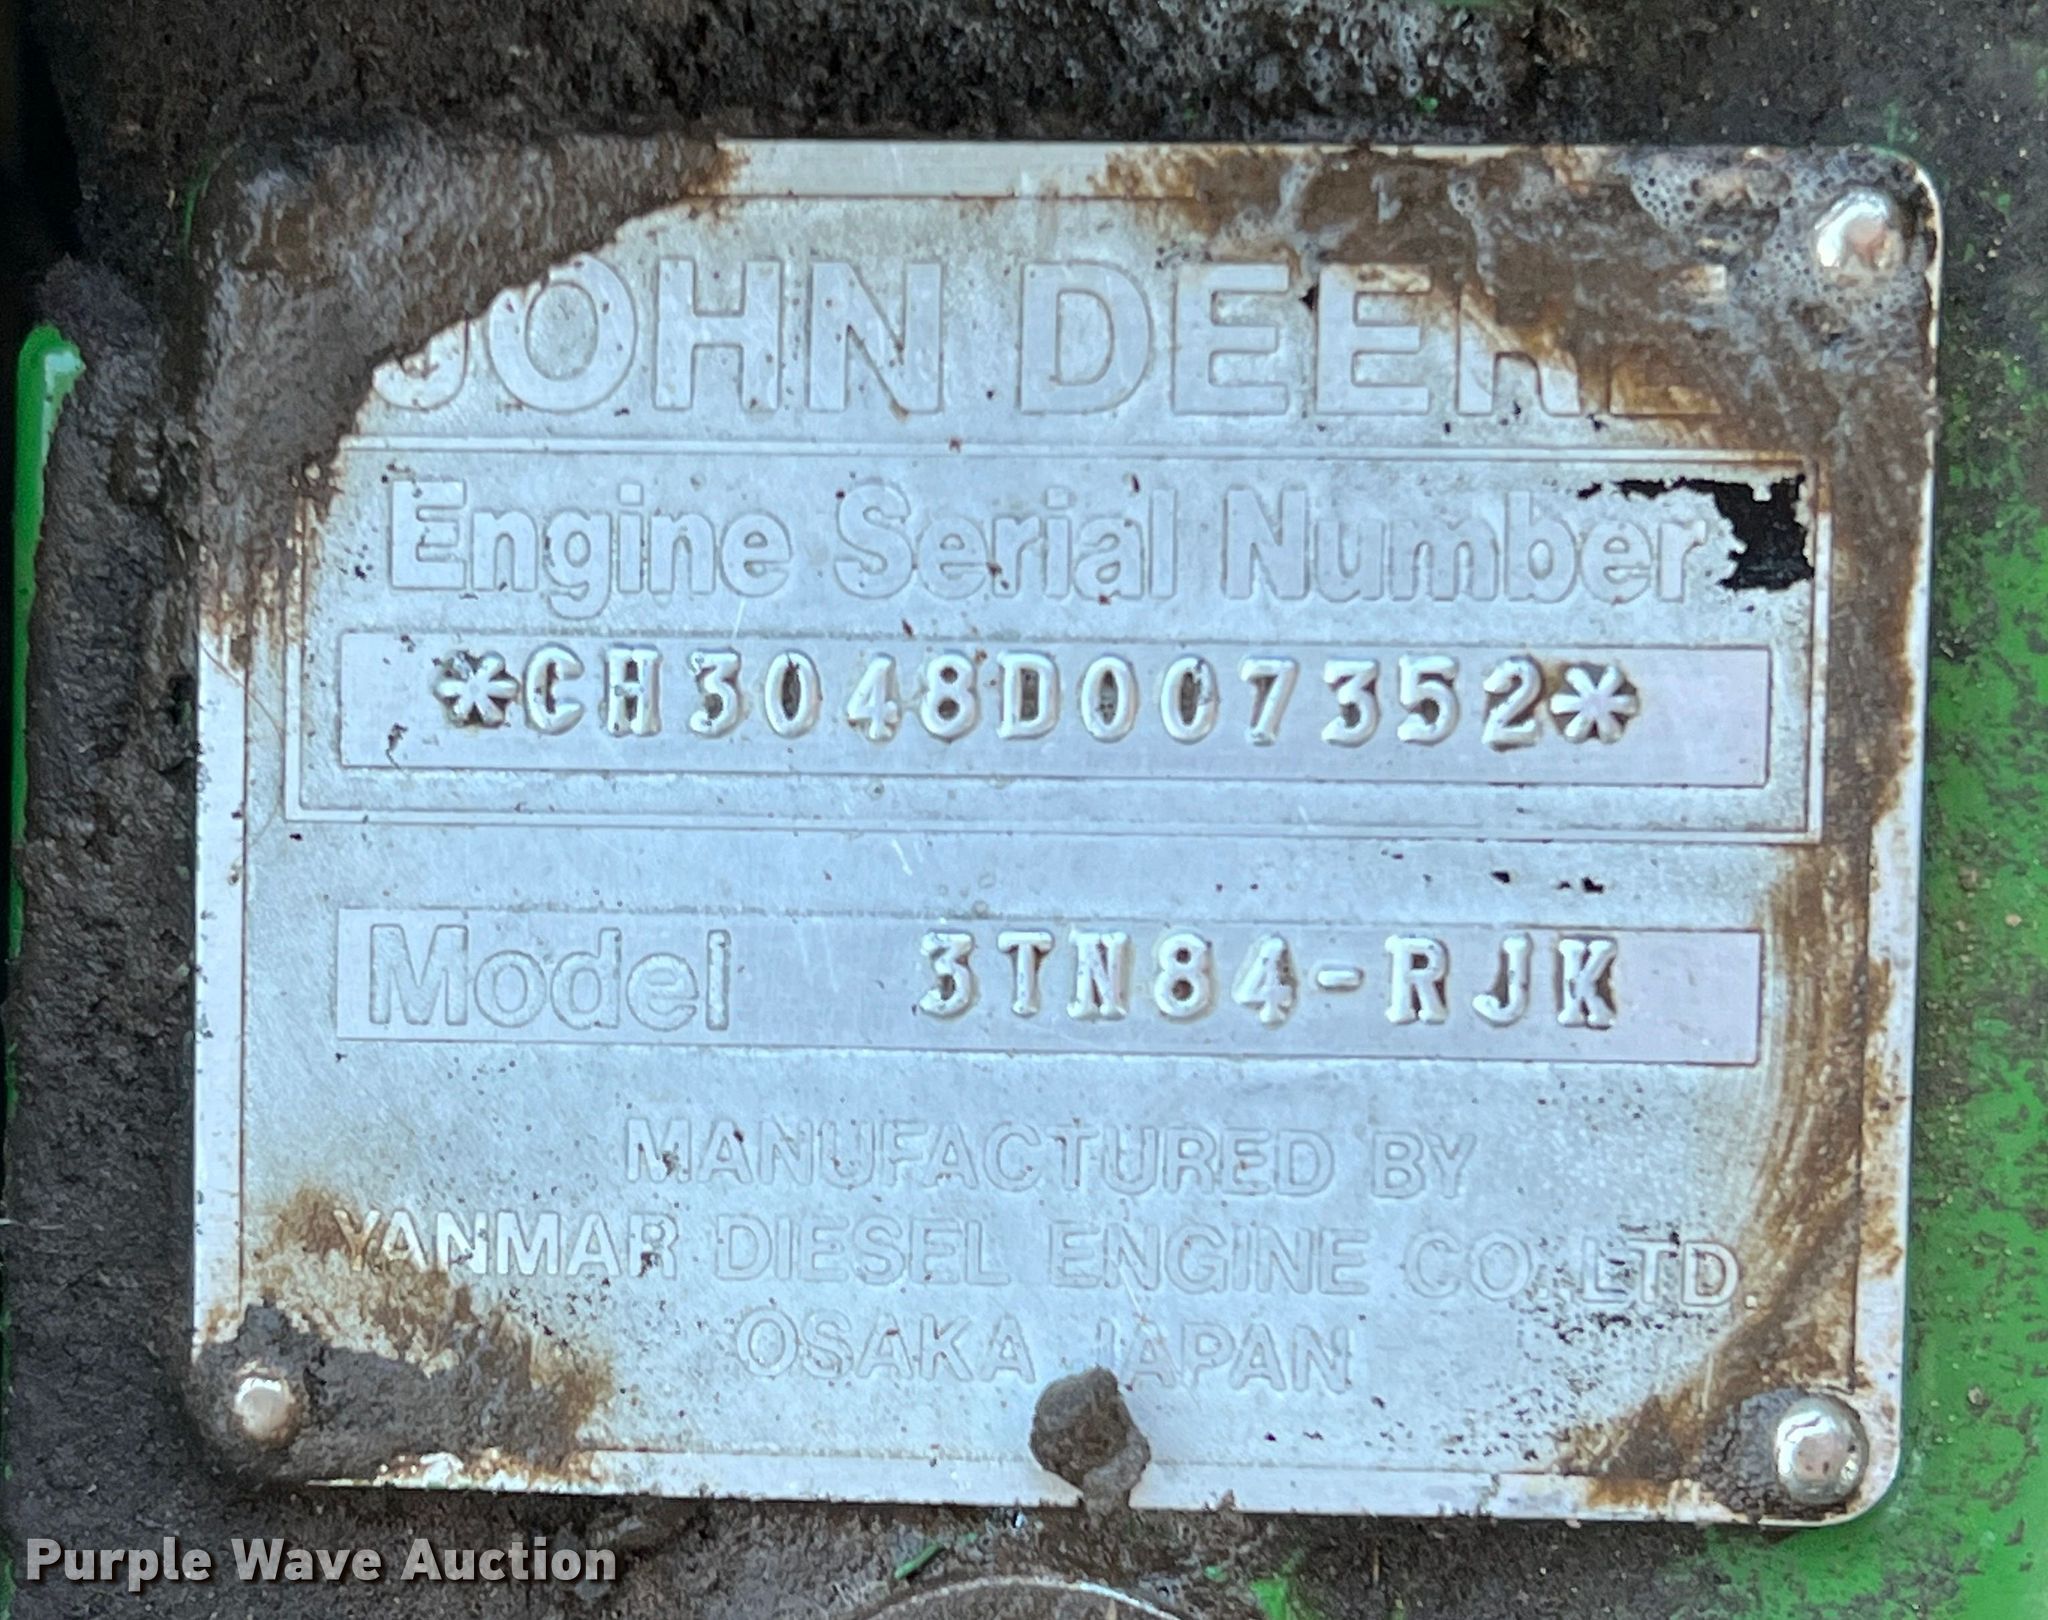 JOHN DEERE
Engine Serial Number
*CH3048D007352*
Model 3TN84-RJK
MANUFACTURED BY
YANMAR DIESEL ENGINE CO.,LTD.
OSAKA JAPAN
Purple Wave Auction